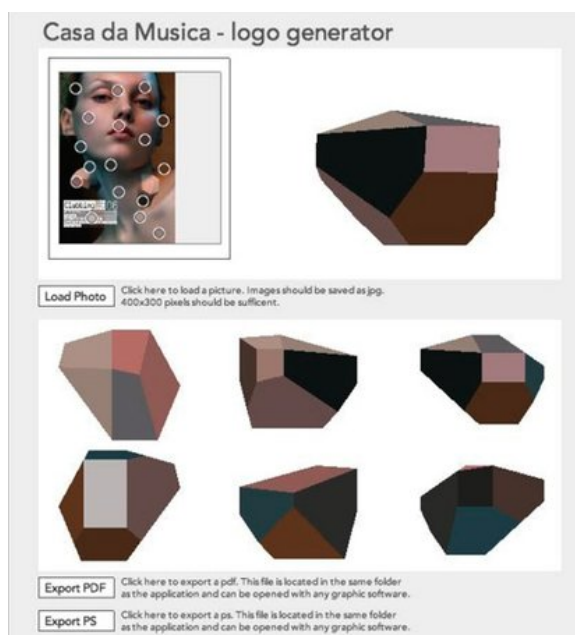 Casa da Musica - logo generator
Clubbing
Load Photo
Click here to load a picture. Images should be saved as jpg.
400x300 pixels should be sufficent.
Export PDF
Click here to export a pdf. This file is located in the same folder
as the application and can be opened with any graphic software.
Export PS
Click here to export a ps. This file is located in the same folder
as the application and can be opened with any graphic software.